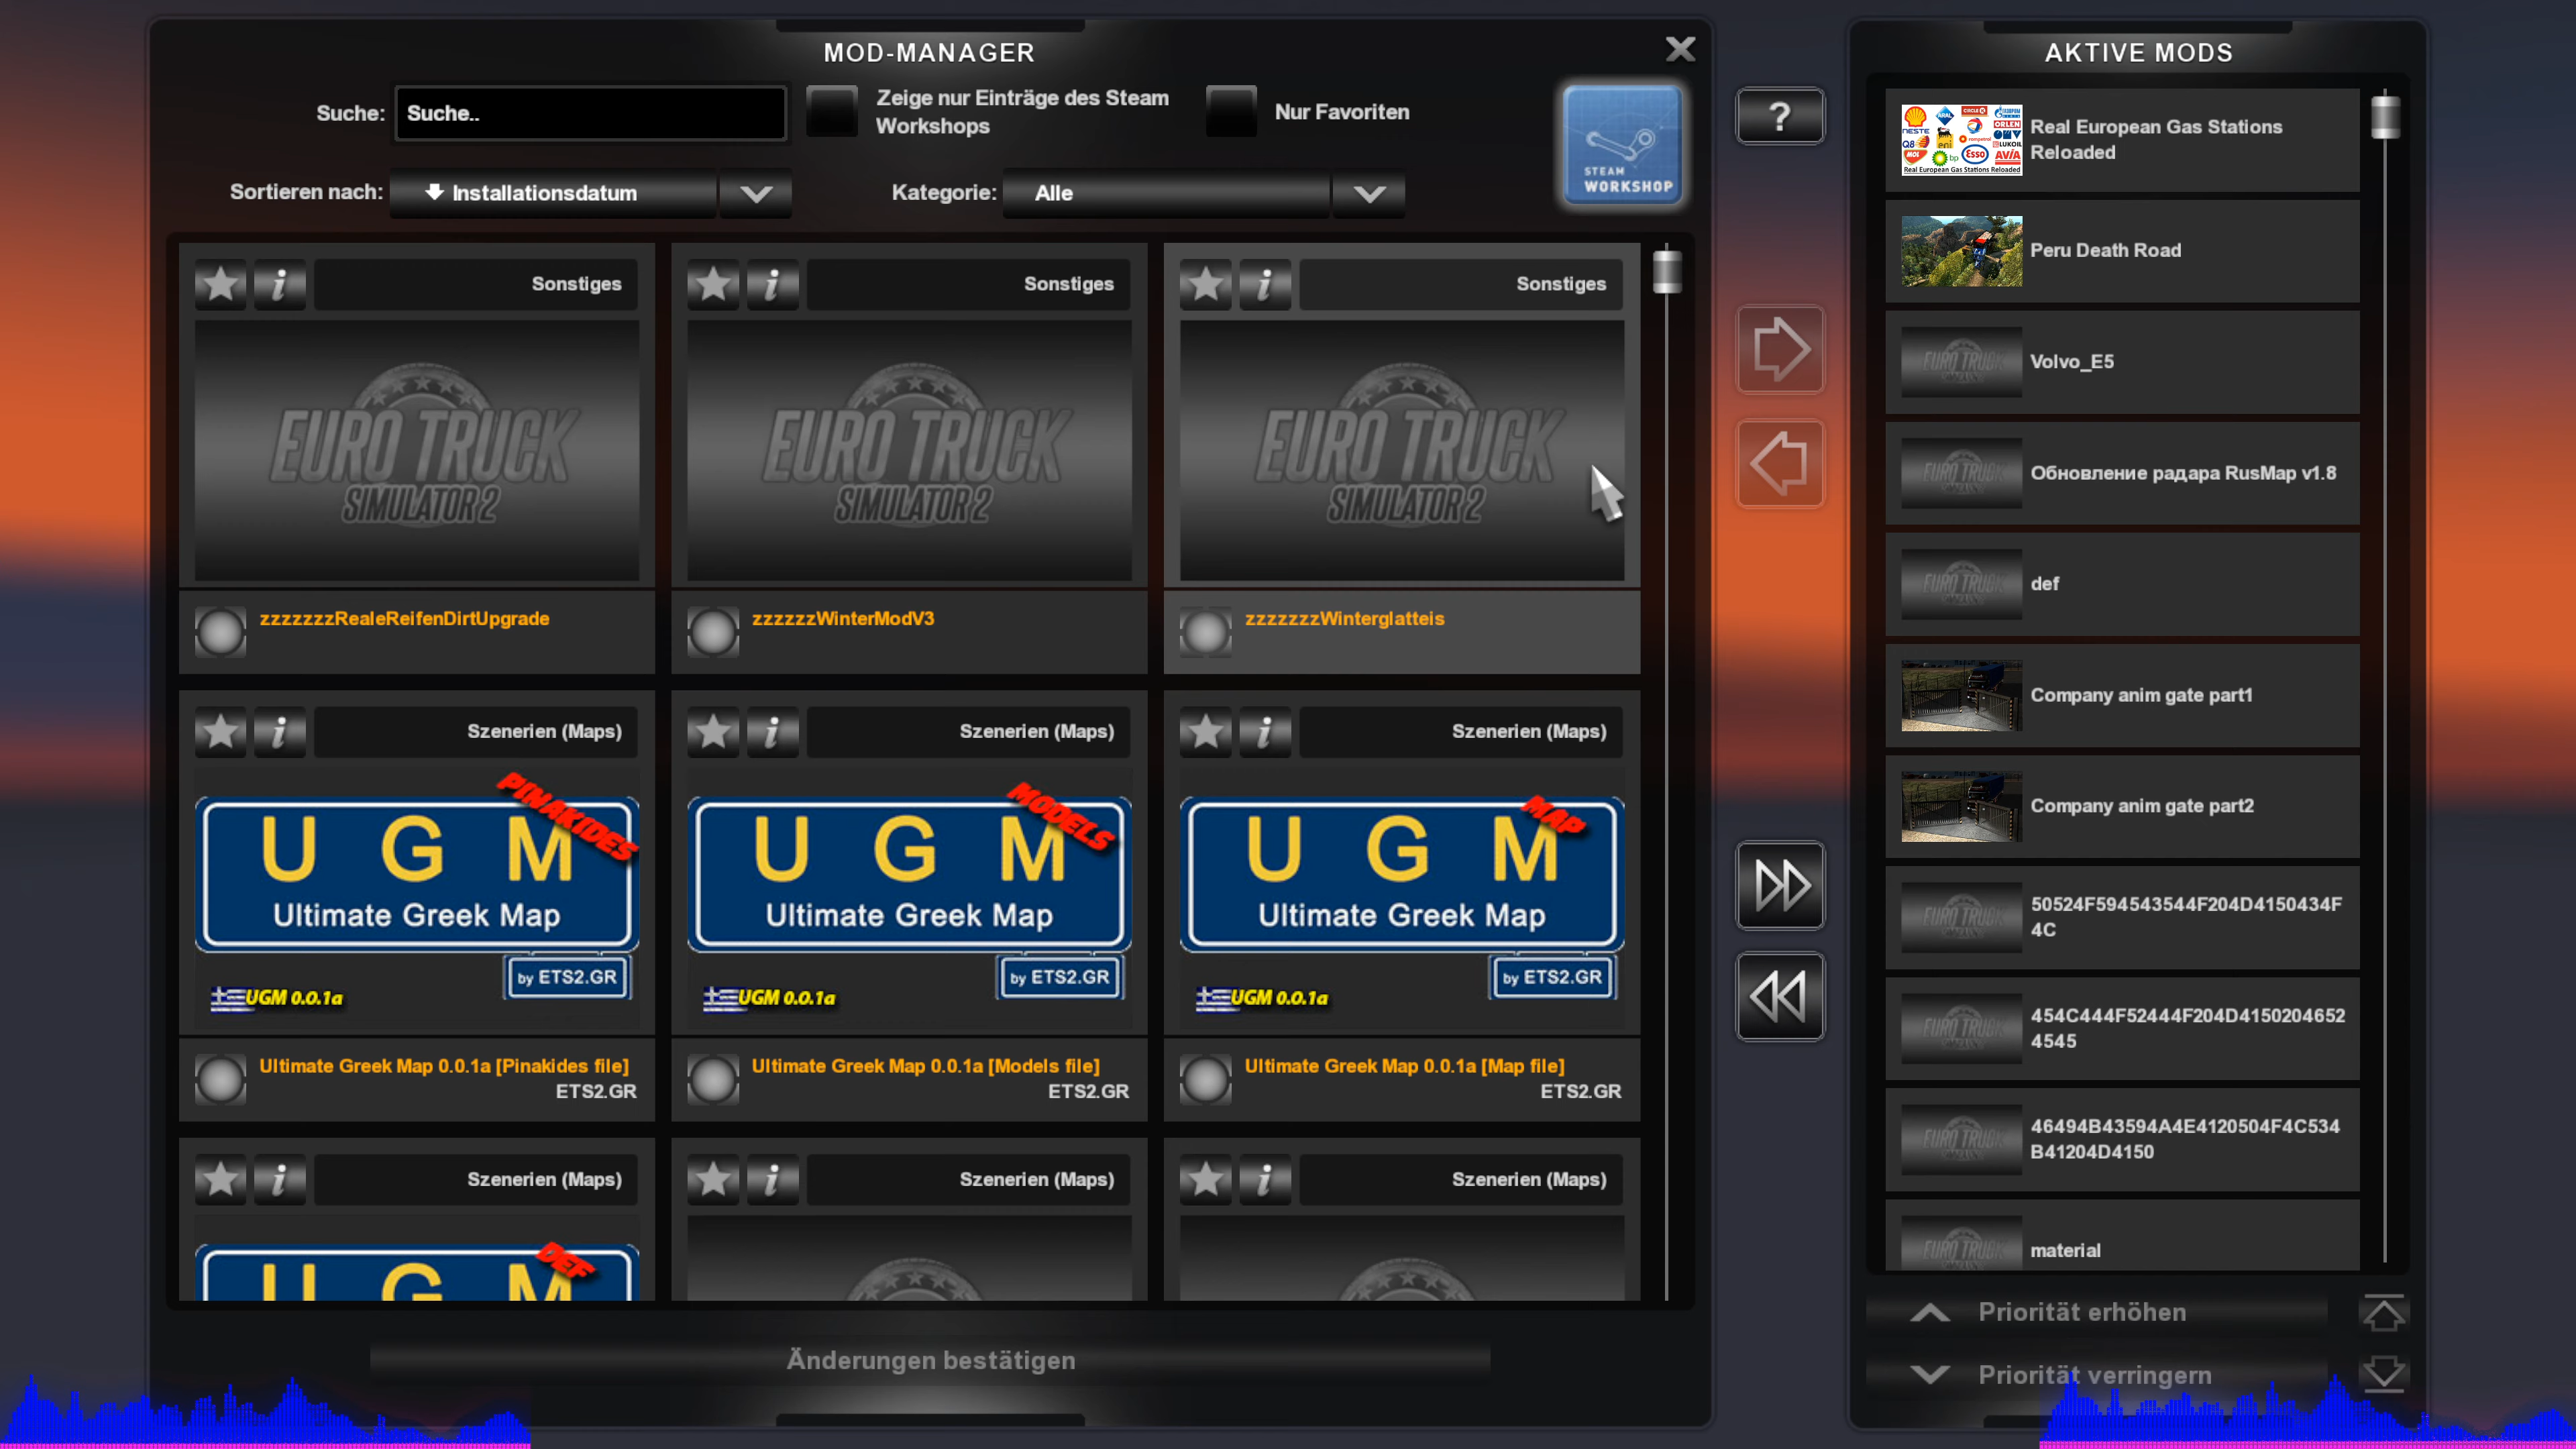 MOD-MANAGER
Suche:
Suche..
Zeige nur Einträge des Steam
Workshops
Nur Favoriten
STEAM
WORKSHOP
Sortieren nach:
Installationsdatum
Kategorie:
Alle
Sonstiges
Sonstiges
Sonstiges
EURO TRUCK
SIMULATOR 2
EURO TRUCK
SIMULATOR 2
EURO TRUCK
SIMULATOR 2
zzzzzzzRealeReifenDirtUpgrade
zzzzzzWinterModV3
zzzzzzzWinterglatteis
Szenerien (Maps)
Szenerien (Maps)
Szenerien (Maps)
PINAKIDES
U G M
Ultimate Greek Map
by ETS2.GR
UGM 0.0.1a
MODELS
U G M
Ultimate Greek Map
by ETS2.GR
UGM 0.0.1a
MAP
U G M
Ultimate Greek Map
by ETS2.GR
UGM 0.0.1a
Ultimate Greek Map 0.0.1a [Pinakides file]
ETS2.GR
Ultimate Greek Map 0.0.1a [Models file]
ETS2.GR
Ultimate Greek Map 0.0.1a [Map file]
ETS2.GR
Szenerien (Maps)
Szenerien (Maps)
Szenerien (Maps)
DEF
U G M
Änderungen bestätigen
?
AKTIVE MODS
Real European Gas Stations
Reloaded
Peru Death Road
Volvo_E5
Обновление радара RusMap v1.8
def
Company anim gate part1
Company anim gate part2
50524F594543544F204D4150434F
4C
454C444F52444F204D4150204652
4545
46494B43594A4E4120504F4C534
B41204D4150
material
Priorität erhöhen
Priorität verringern